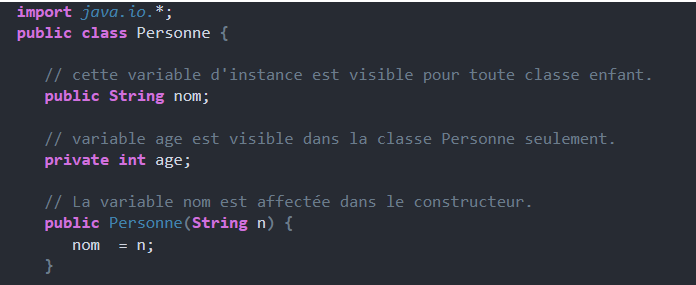 import java.io.*;
public class Personne {
// cette variable d'instance est visible pour toute classe enfant.
public String nom;
// variable age est visible dans la classe Personne seulement.
private int age;
// La variable nom est affectée dans le constructeur.
public Personne(String n) {
nom  = n;
}